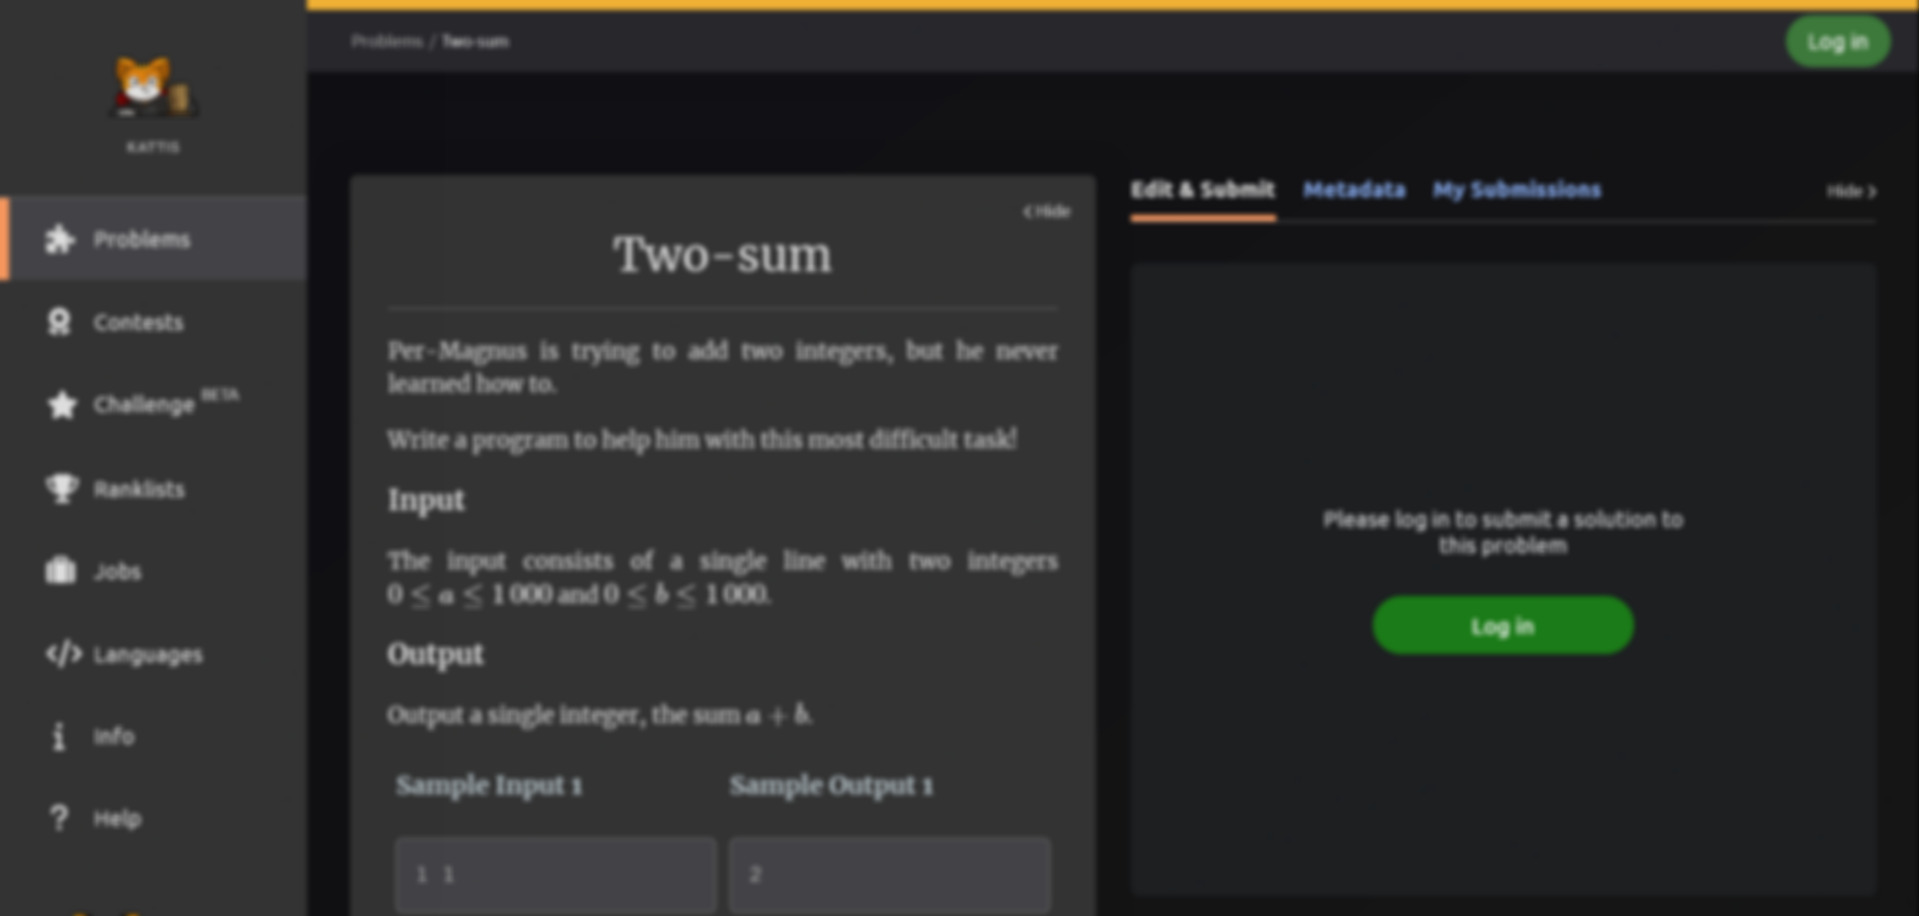 KATTIS
Problems
Contests
Challenge BETA
Ranklists
Jobs
Languages
Info
Help
Problems / Two-sum
Log in
Hide
Two-sum
Per-Magnus is trying to add two integers, but he never
learned how to.
Write a program to help him with this most difficult task!
Input
The input consists of a single line with two integers
0 ≤ a ≤ 1 000 and 0 ≤ b ≤ 1 000.
Output
Output a single integer, the sum a + b.
Sample Input 1
Sample Output 1
1 1
2
Edit & Submit
Metadata
My Submissions
Hide
Please log in to submit a solution to
this problem
Log in